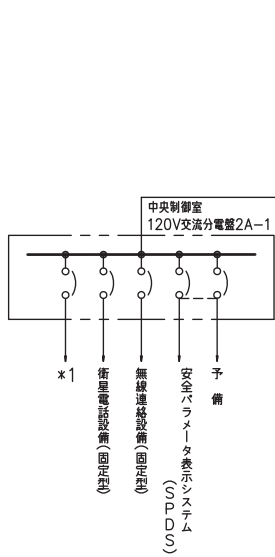 中央制御室
120V交流分電盤2A-1
*1
衛星電話設備(固定型)
無線連絡設備(固定型)
安全パラメータ表示システム
(SPDS)
予備